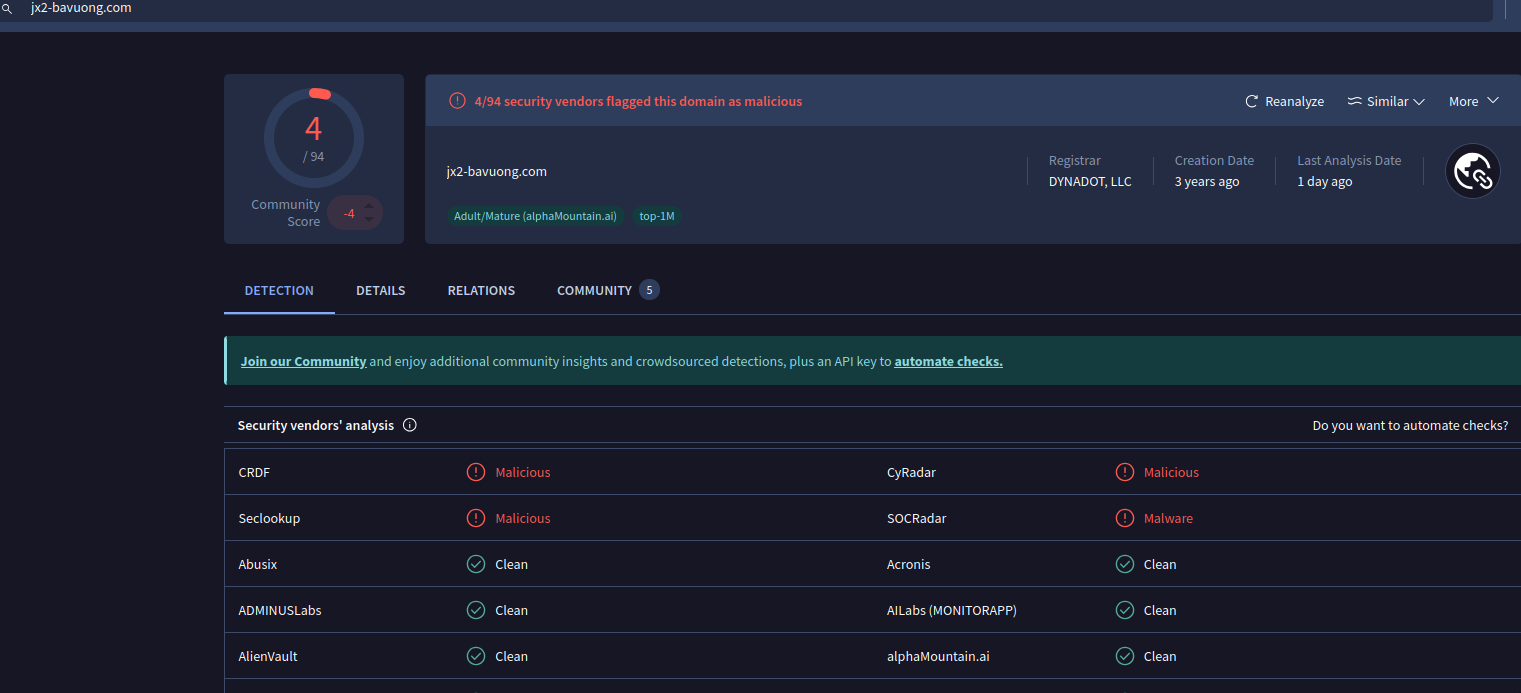 jx2-bavuong.com
4/94 security vendors flagged this domain as malicious
Reanalyze Similar More
4
/ 94
Community Score -4
jx2-bavuong.com
Registrar
DYNADOT, LLC
Creation Date
3 years ago
Last Analysis Date
1 day ago
Adult/Mature (alphaMountain.ai) top-1M
DETECTION DETAILS RELATIONS COMMUNITY 5
Join our Community and enjoy additional community insights and crowdsourced detections, plus an API key to automate checks.
Security vendors' analysis Do you want to automate checks?
CRDF Malicious CyRadar Malicious
Seclookup Malicious SOCRadar Malware
Abusix Clean Acronis Clean
ADMINUSLabs Clean AILabs (MONITORAPP) Clean
AlienVault Clean alphaMountain.ai Clean